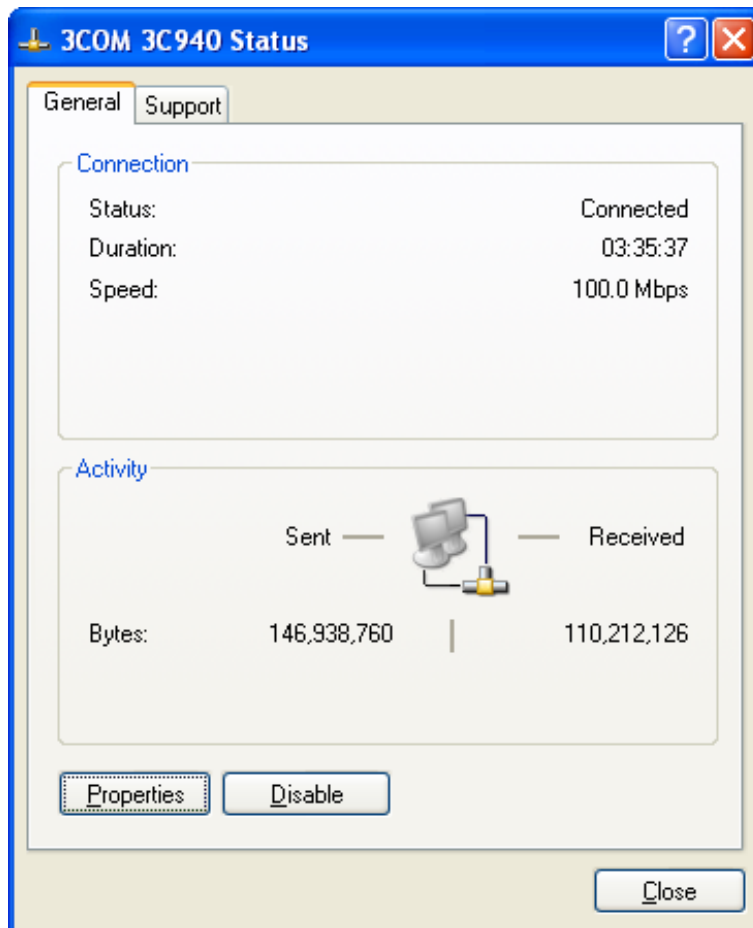 3COM 3C940 Status
General Support
Connection
Status: Connected
Duration: 03:35:37
Speed: 100.0 Mbps
Activity
Sent Received
Bytes: 146,938,760 110,212,126
Properties Disable
Close